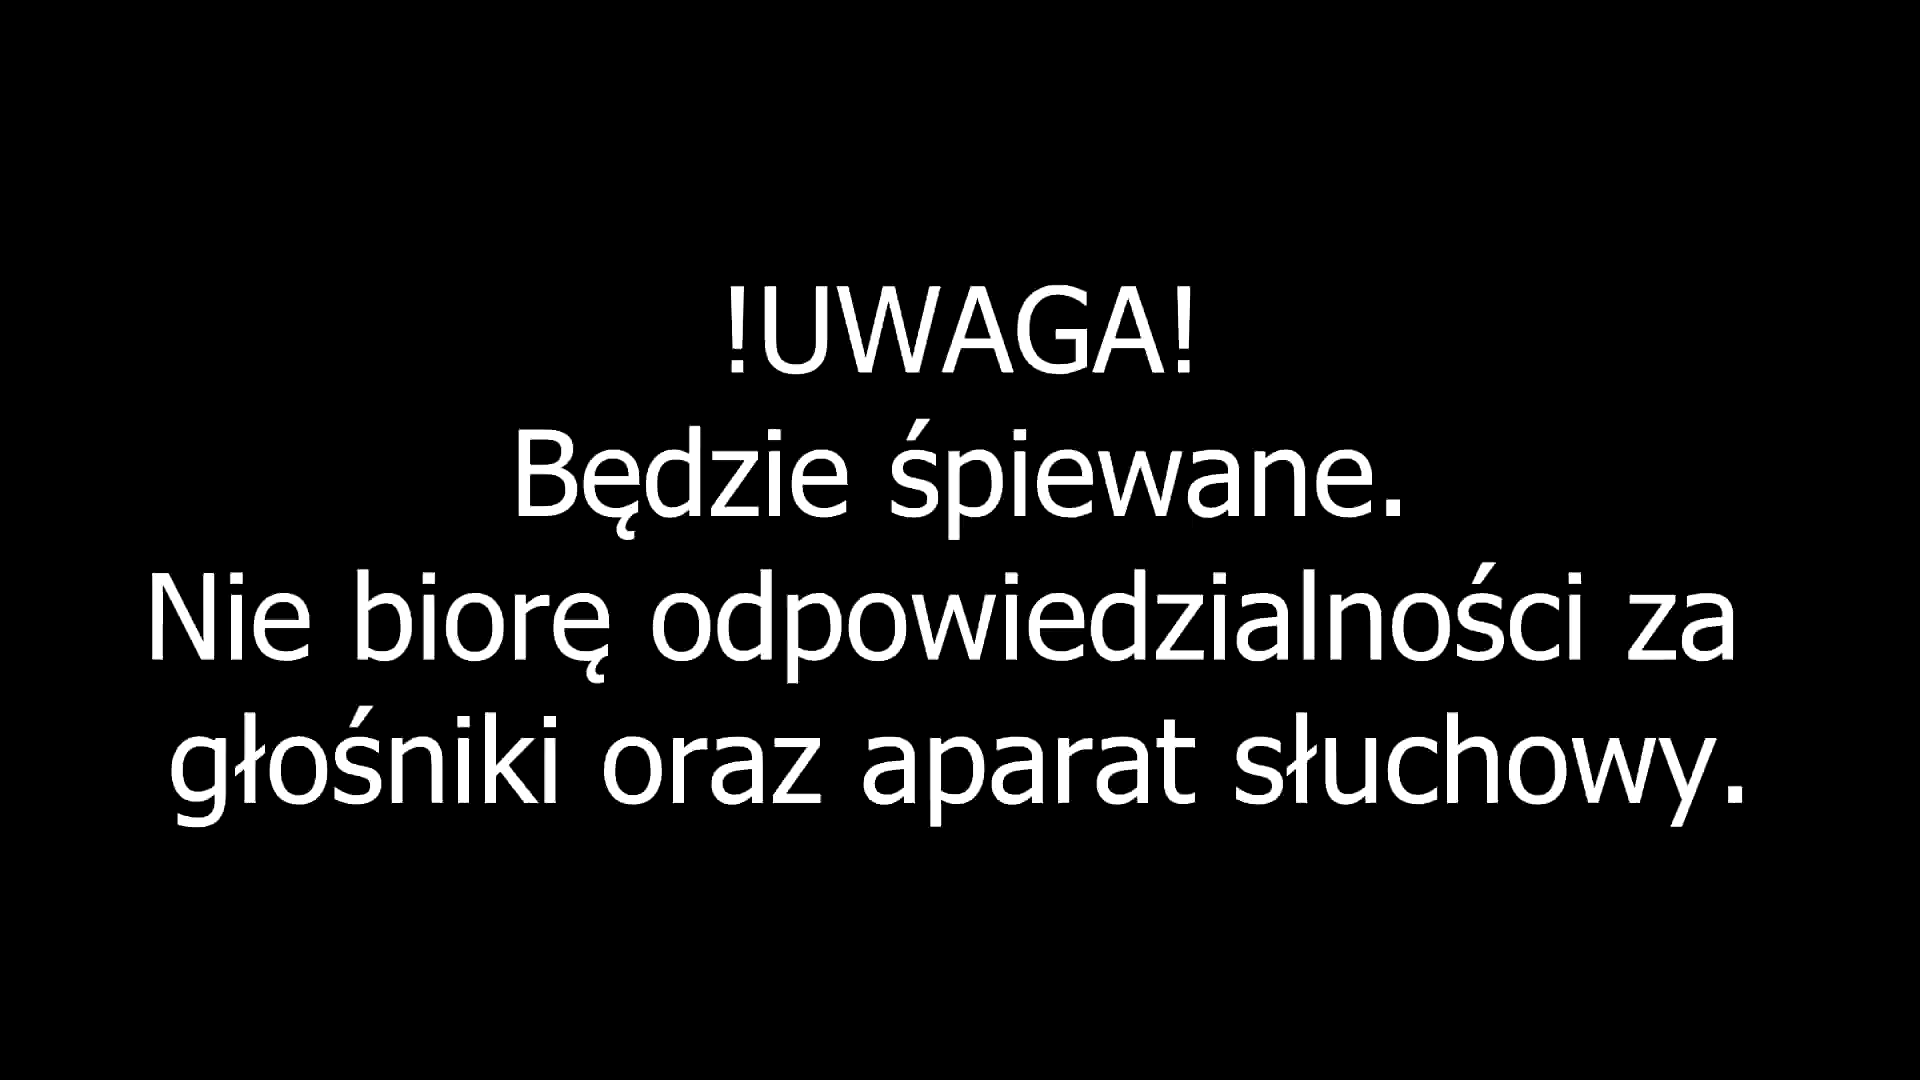 !UWAGA!
Będzie śpiewane.
Nie biorę odpowiedzialności za
głośniki oraz aparat słuchowy.